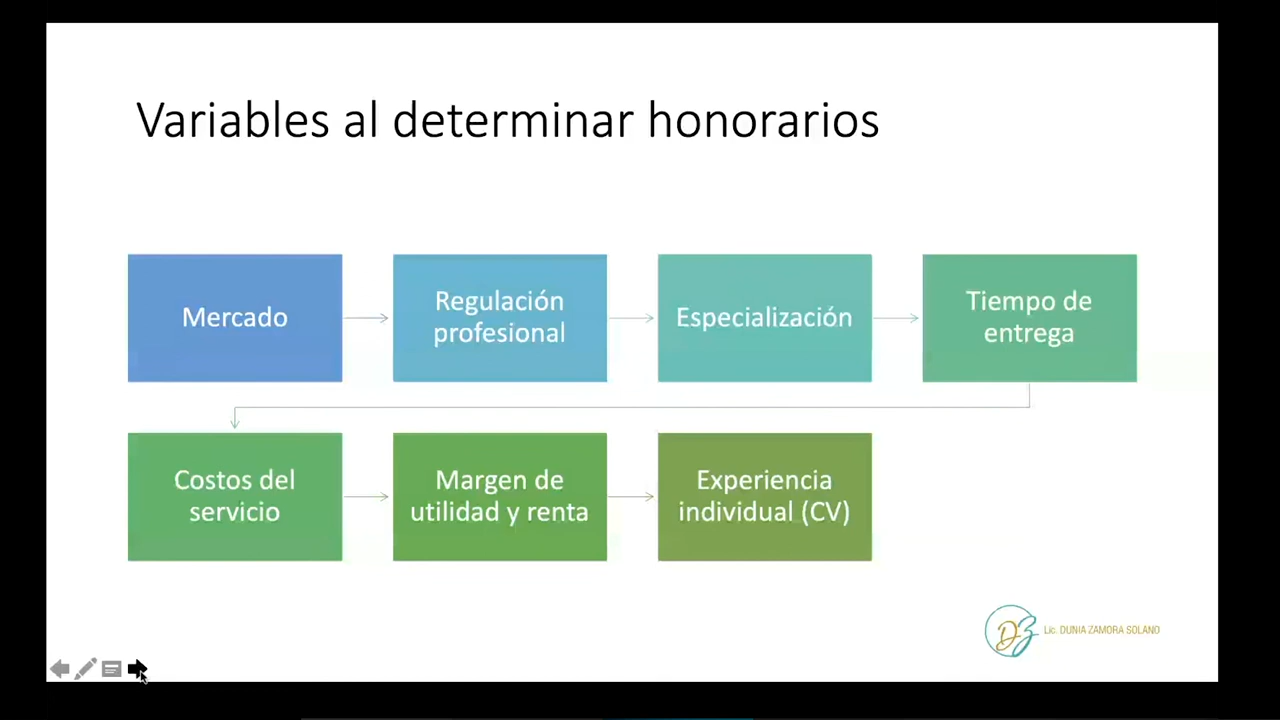 Variables al determinar honorarios
Mercado
Regulación
profesional
Especialización
Tiempo de
entrega
Costos del
servicio
Margen de
utilidad y renta
Experiencia
individual (CV)
DZ
Lic. DUNIA ZAMORA SOLANO